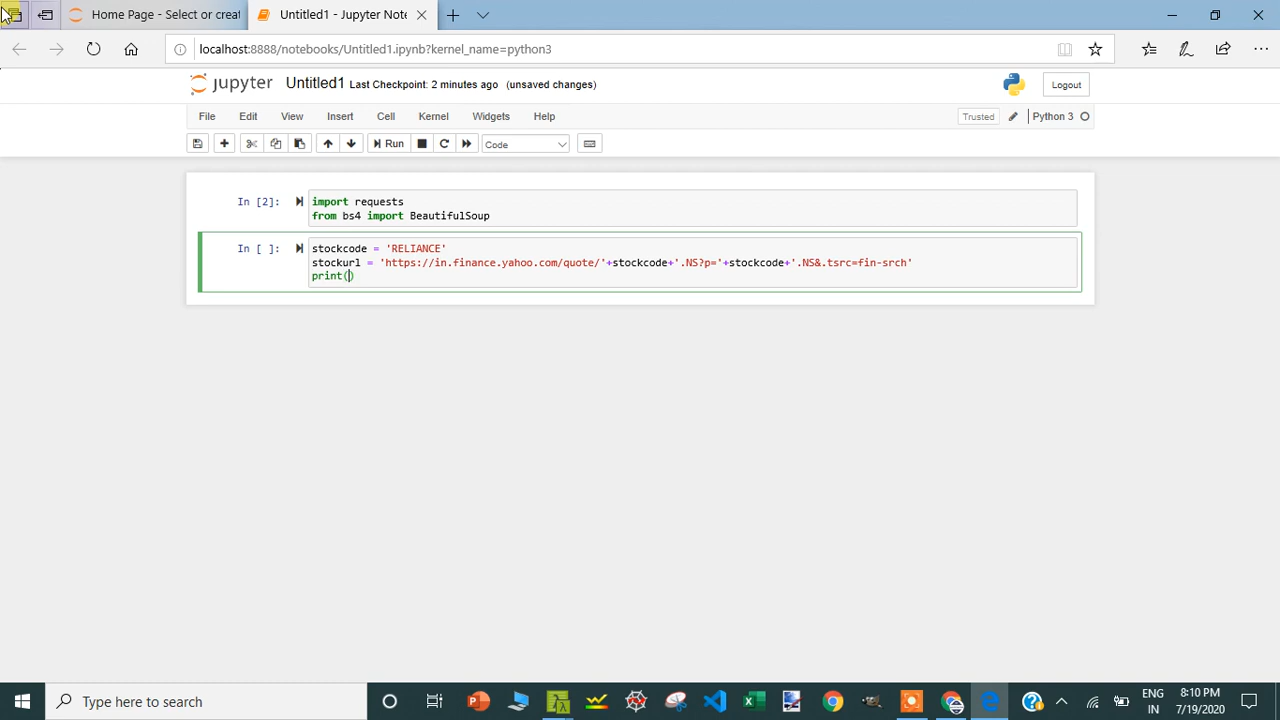 Home Page - Select or creat
Untitled1 - Jupyter Note
localhost:8888/notebooks/Untitled1.ipynb?kernel_name=python3
jupyter Untitled1 Last Checkpoint: 2 minutes ago (unsaved changes)
Logout
File Edit View Insert Cell Kernel Widgets Help
Trusted Python 3
Run Code
In [2]: import requests
from bs4 import BeautifulSoup
In [ ]: stockcode = 'RELIANCE'
stockurl = 'https://in.finance.yahoo.com/quote/'+stockcode+'.NS?p='+stockcode+'.NS&.tsrc=fin-srch'
print()
Type here to search
ENG
IN
8:10 PM
7/19/2020